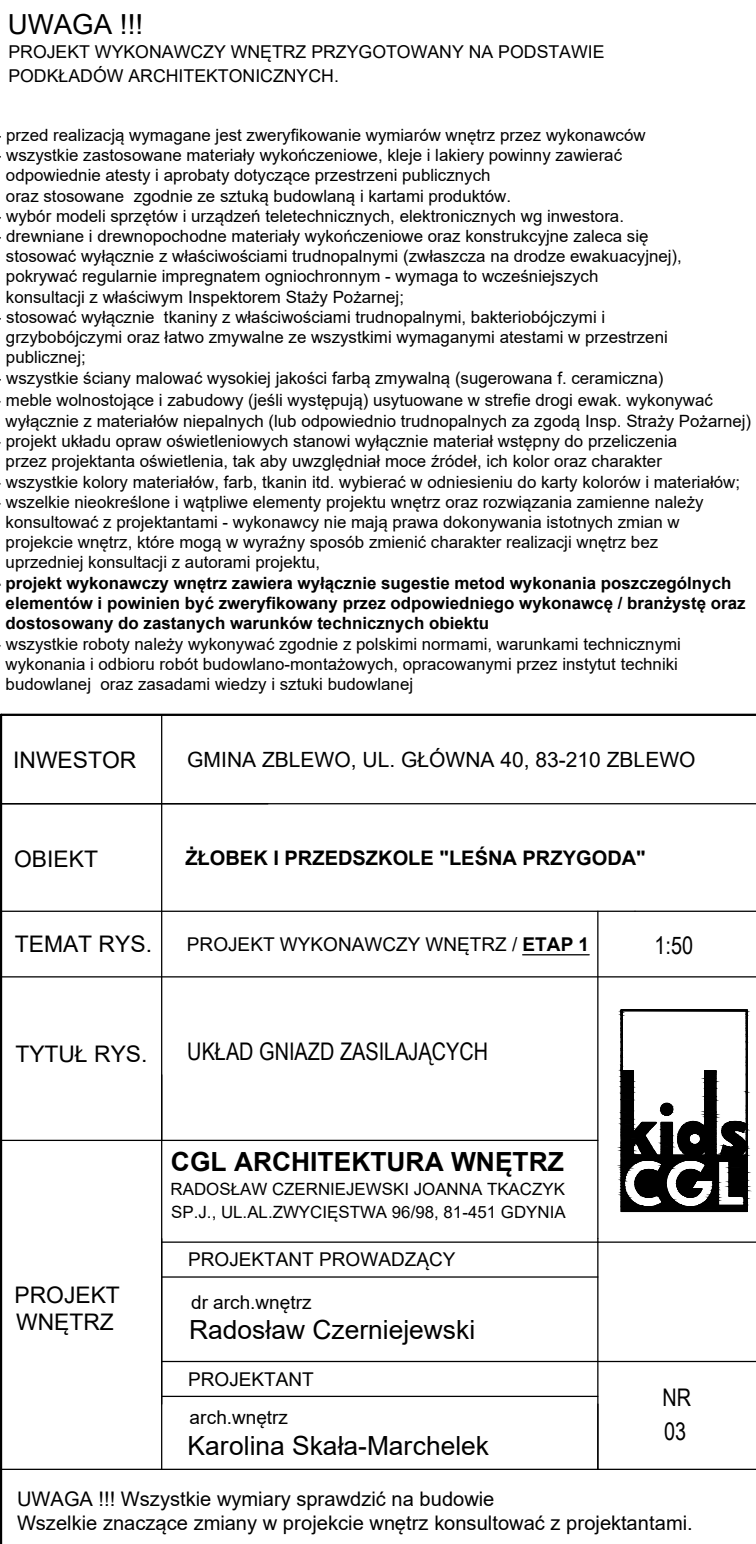 UWAGA !!!
PROJEKT WYKONAWCZY WNĘTRZ PRZYGOTOWANY NA PODSTAWIE
PODKŁADÓW ARCHITEKTONICZNYCH.
- przed realizacją wymagane jest zweryfikowanie wymiarów wnętrz przez wykonawców
- wszystkie zastosowane materiały wykończeniowe, kleje i lakiery powinny zawierać
odpowiednie atesty i aprobaty dotyczące przestrzeni publicznych
oraz stosowane zgodnie ze sztuką budowlaną i kartami produktów.
- wybór modeli sprzętów i urządzeń teletechnicznych, elektronicznych wg inwestora.
- drewniane i drewnopochodne materiały wykończeniowe oraz konstrukcyjne zaleca się
stosować wyłącznie z właściwościami trudnopalnymi (zwłaszcza na drodze ewakuacyjnej),
pokrywać regularnie impregnatem ogniochronnym - wymaga to wcześniejszych
konsultacji z właściwym Inspektorem Staży Pożarnej;
- stosować wyłącznie tkaniny z właściwościami trudnopalnymi, bakteriobójczymi i
grzybobójczymi oraz łatwo zmywalne ze wszystkimi wymaganymi atestami w przestrzeni
publicznej;
- wszystkie ściany malować wysokiej jakości farbą zmywalną (sugerowana f. ceramiczna)
- meble wolnostojące i zabudowy (jeśli występują) usytuowane w strefie drogi ewak. wykonywać
wyłącznie z materiałów niepalnych (lub odpowiednio trudnopalnych za zgodą Insp. Straży Pożarnej)
- projekt układu opraw oświetleniowych stanowi wyłącznie materiał wstępny do przeliczenia
przez projektanta oświetlenia, tak aby uwzględniał moce źródeł, ich kolor oraz charakter
- wszystkie kolory materiałów, farb, tkanin itd. wybierać w odniesieniu do karty kolorów i materiałów;
- wszelkie nieokreślone i wątpliwe elementy projektu wnętrz oraz rozwiązania zamienne należy
konsultować z projektantami - wykonawcy nie mają prawa dokonywania istotnych zmian w
projekcie wnętrz, które mogą w wyraźny sposób zmienić charakter realizacji wnętrz bez
uprzedniej konsultacji z autorami projektu,
- projekt wykonawczy wnętrz zawiera wyłącznie sugestie metod wykonania poszczególnych
elementów i powinien być zweryfikowany przez odpowiedniego wykonawcę / branżystę oraz
dostosowany do zastanych warunków technicznych obiektu
- wszystkie roboty należy wykonywać zgodnie z polskimi normami, warunkami technicznymi
wykonania i odbioru robót budowlano-montażowych, opracowanymi przez instytut techniki
budowlanej oraz zasadami wiedzy i sztuki budowlanej
INWESTOR GMINA ZBLEWO, UL. GŁÓWNA 40, 83-210 ZBLEWO
OBIEKT ŻŁOBEK I PRZEDSZKOLE "LEŚNA PRZYGODA"
TEMAT RYS. PROJEKT WYKONAWCZY WNĘTRZ / ETAP 1 1:50
TYTUŁ RYS. UKŁAD GNIAZD ZASILAJĄCYCH
kids
CGL
PROJEKT
WNĘTRZ
CGL ARCHITEKTURA WNĘTRZ
RADOSŁAW CZERNIEJEWSKI JOANNA TKACZYK
SP.J., UL.AL.ZWYCIĘSTWA 96/98, 81-451 GDYNIA
PROJEKTANT PROWADZĄCY
dr arch.wnętrz
Radosław Czerniejewski
PROJEKTANT
arch.wnętrz
Karolina Skała-Marchelek
NR
03
UWAGA !!! Wszystkie wymiary sprawdzić na budowie
Wszelkie znaczące zmiany w projekcie wnętrz konsultować z projektantami.